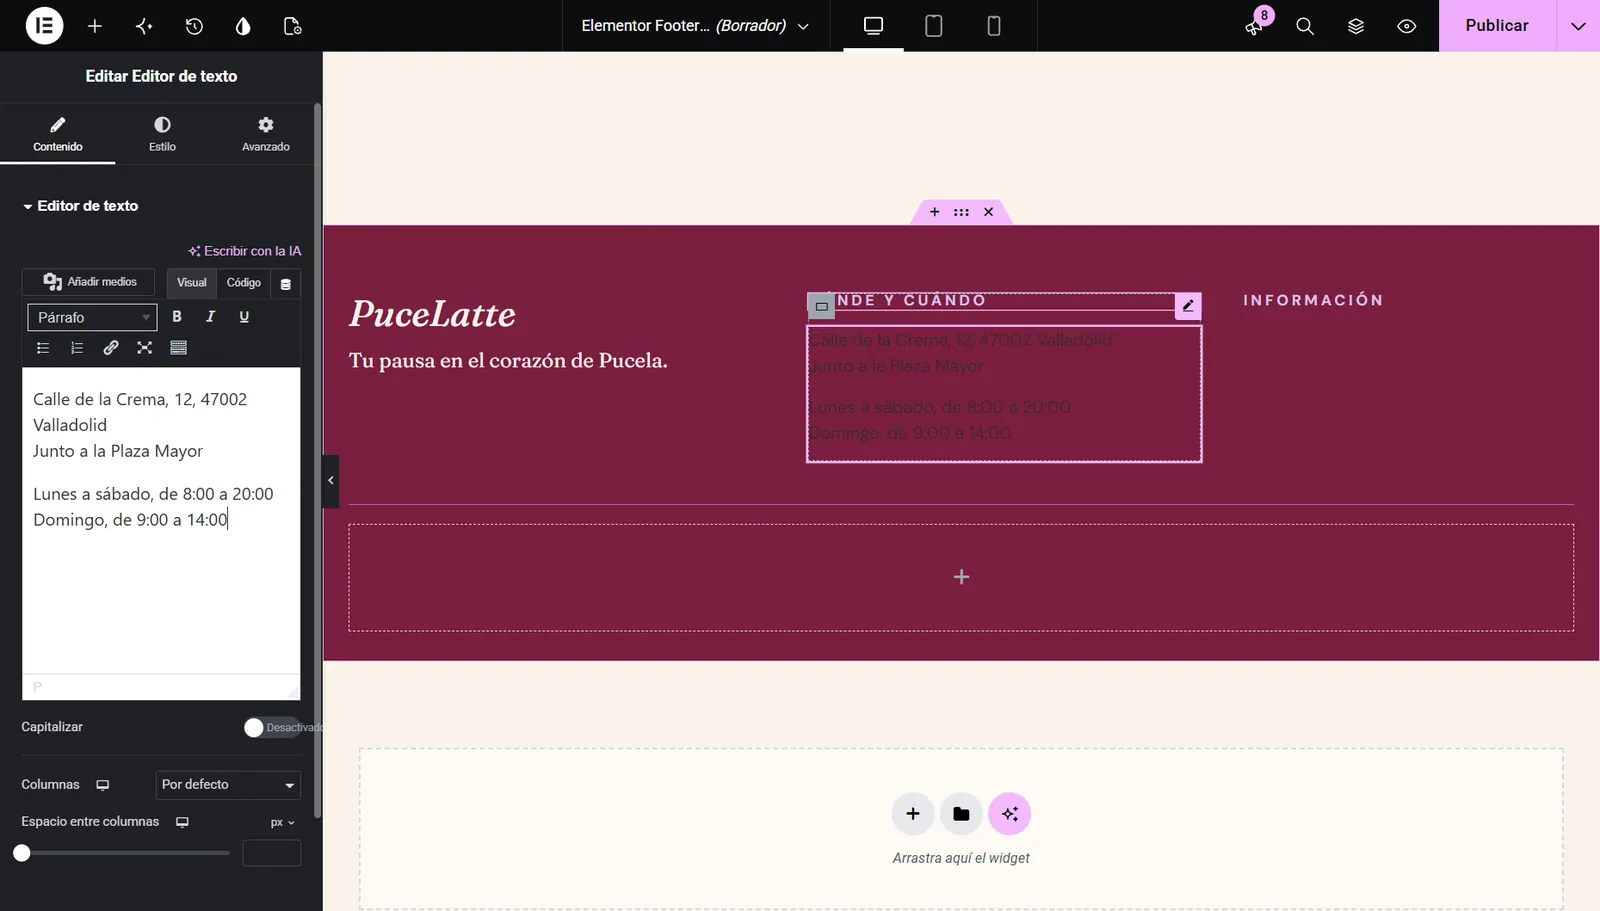 Elementor Footer... (Borrador)
8
Publicar
Editar Editor de texto
Contenido
Estilo
Avanzado
Editor de texto
Escribir con la IA
Añadir medios
Visual
Código
Párrafo
B I U
Calle de la Crema, 12, 47002
Valladolid
Junto a la Plaza Mayor
Lunes a sábado, de 8:00 a 20:00
Domingo, de 9:00 a 14:00
P
Capitalizar
Desactivado
Columnas
Por defecto
Espacio entre columnas
px
PuceLatte
Tu pausa en el corazón de Pucela.
NDE Y CUÁNDO
Calle de la Crema, 12, 47002 Valladolid
Junto a la Plaza Mayor
Lunes a sábado, de 8:00 a 20:00
Domingo, de 9:00 a 14:00
INFORMACIÓN
Arrastra aquí el widget